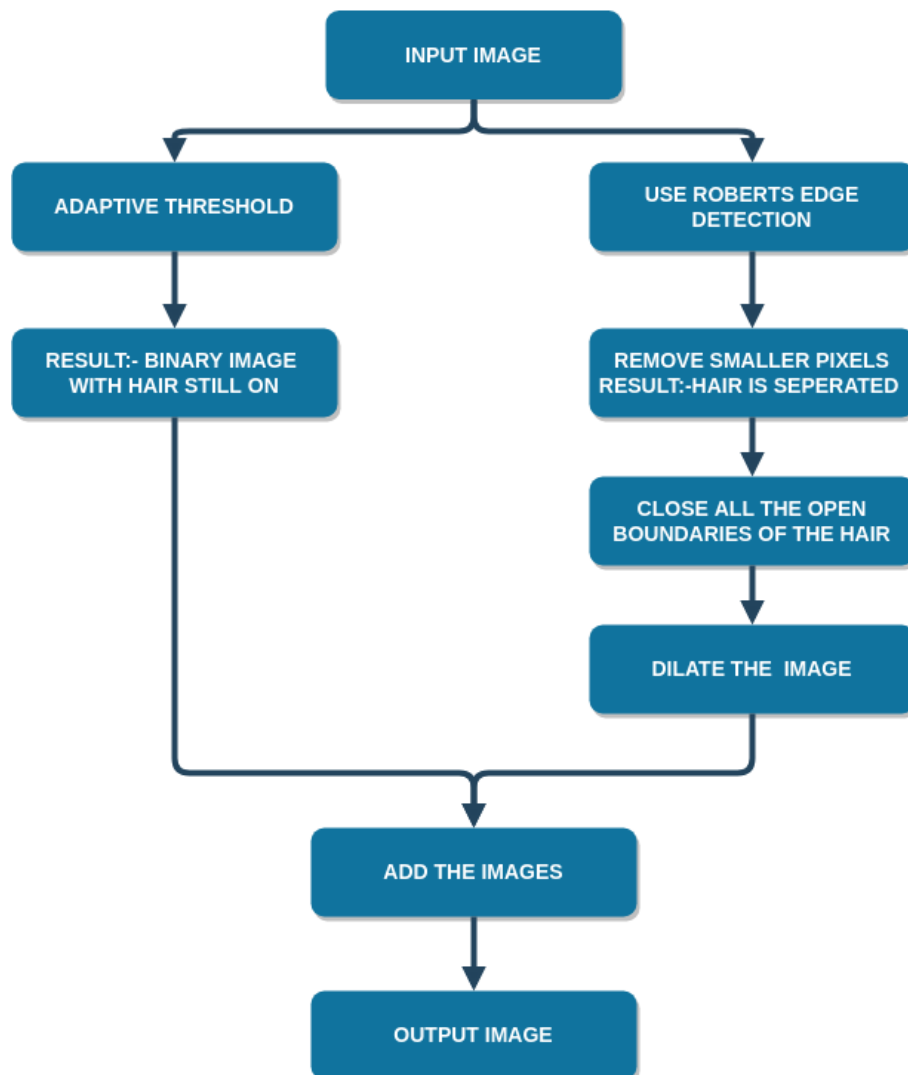 INPUT IMAGE
ADAPTIVE THRESHOLD
USE ROBERTS EDGE
DETECTION
RESULT:- BINARY IMAGE
WITH HAIR STILL ON
REMOVE SMALLER PIXELS
RESULT:-HAIR IS SEPERATED
CLOSE ALL THE OPEN
BOUNDARIES OF THE HAIR
DILATE THE  IMAGE
ADD THE IMAGES
OUTPUT IMAGE